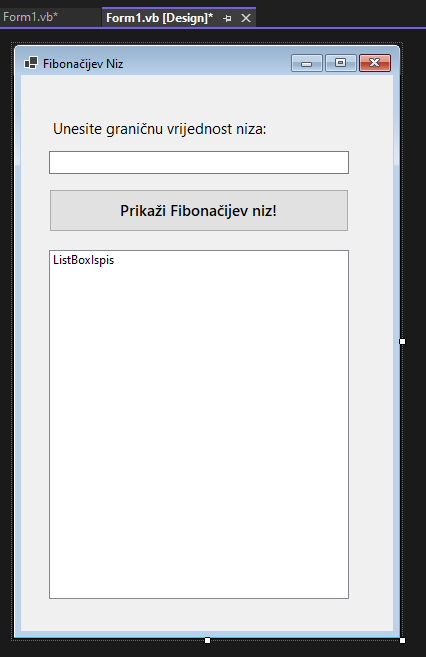 Form1.vb*
Form1.vb [Design]*
Fibonačijev Niz
Unesite graničnu vrijednost niza:
Prikaži Fibonačijev niz!
ListBoxIspis